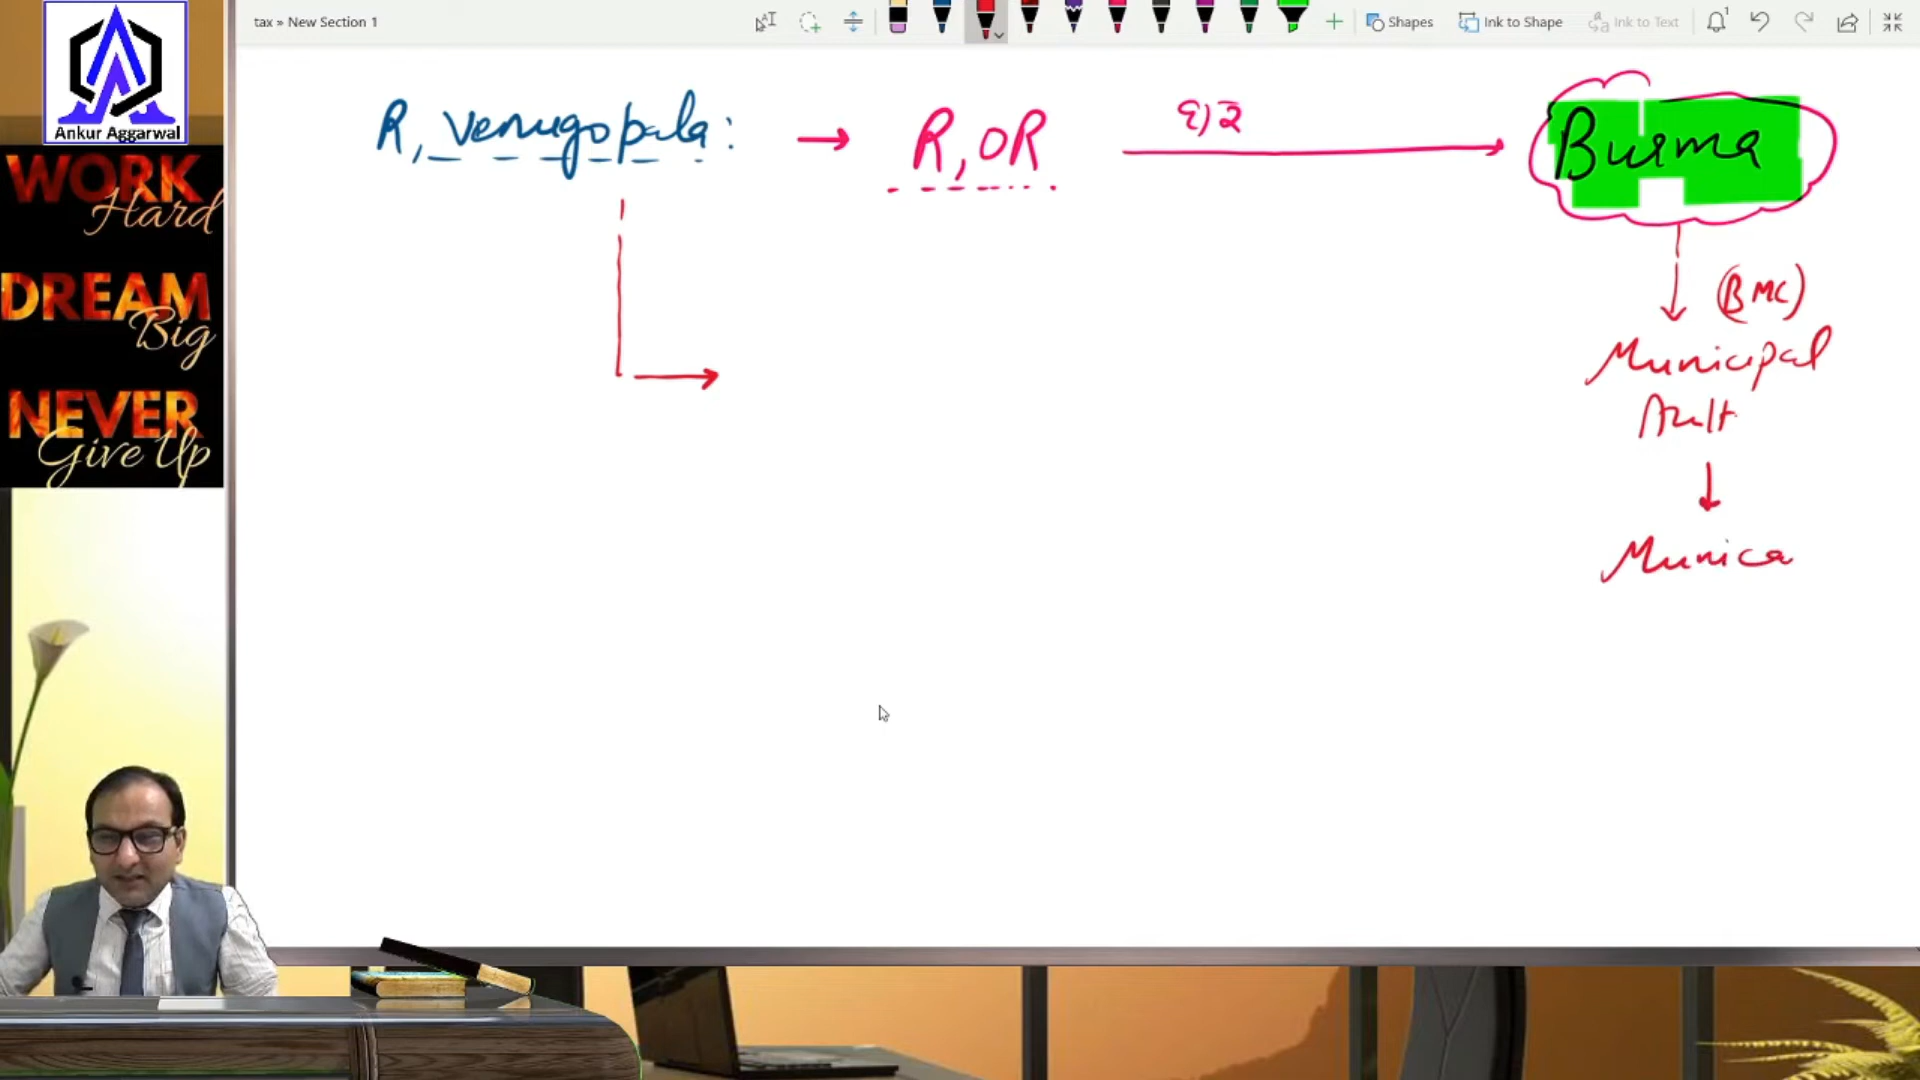 tax » New Section 1
Shapes
Ink to Shape
Ink to Text
Ankur Aggarwal
WORK
Hard
DREAM
Big
NEVER
Give Up
R, Venugopala:
→ R, OR
Burma
(BMC)
Municipal
Munica